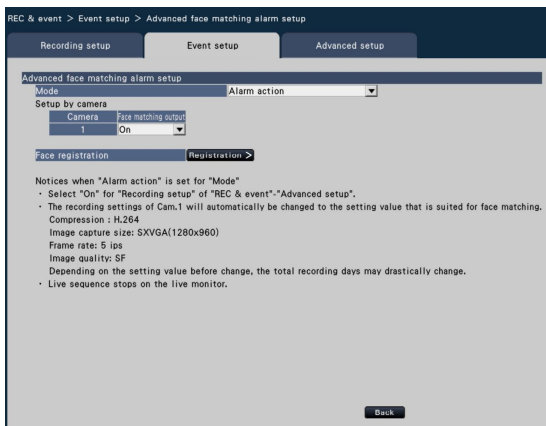 REC & event > Event setup > Advanced face matching alarm setup
Recording setup Event setup Advanced setup
Advanced face matching alarm setup
Mode Alarm action
Setup by camera
Camera Face matching output
1 On
Face registration Registration >
Notices when "Alarm action" is set for "Mode"
・ Select "On" for "Recording setup" of "REC & event"-"Advanced setup".
・ The recording settings of Cam.1 will automatically be changed to the setting value that is suited for face matching.
Compression : H.264
Image capture size: SXVGA(1280x960)
Frame rate: 5 ips
Image quality: SF
Depending on the setting value before change, the total recording days may drastically change.
・ Live sequence stops on the live monitor.
Back